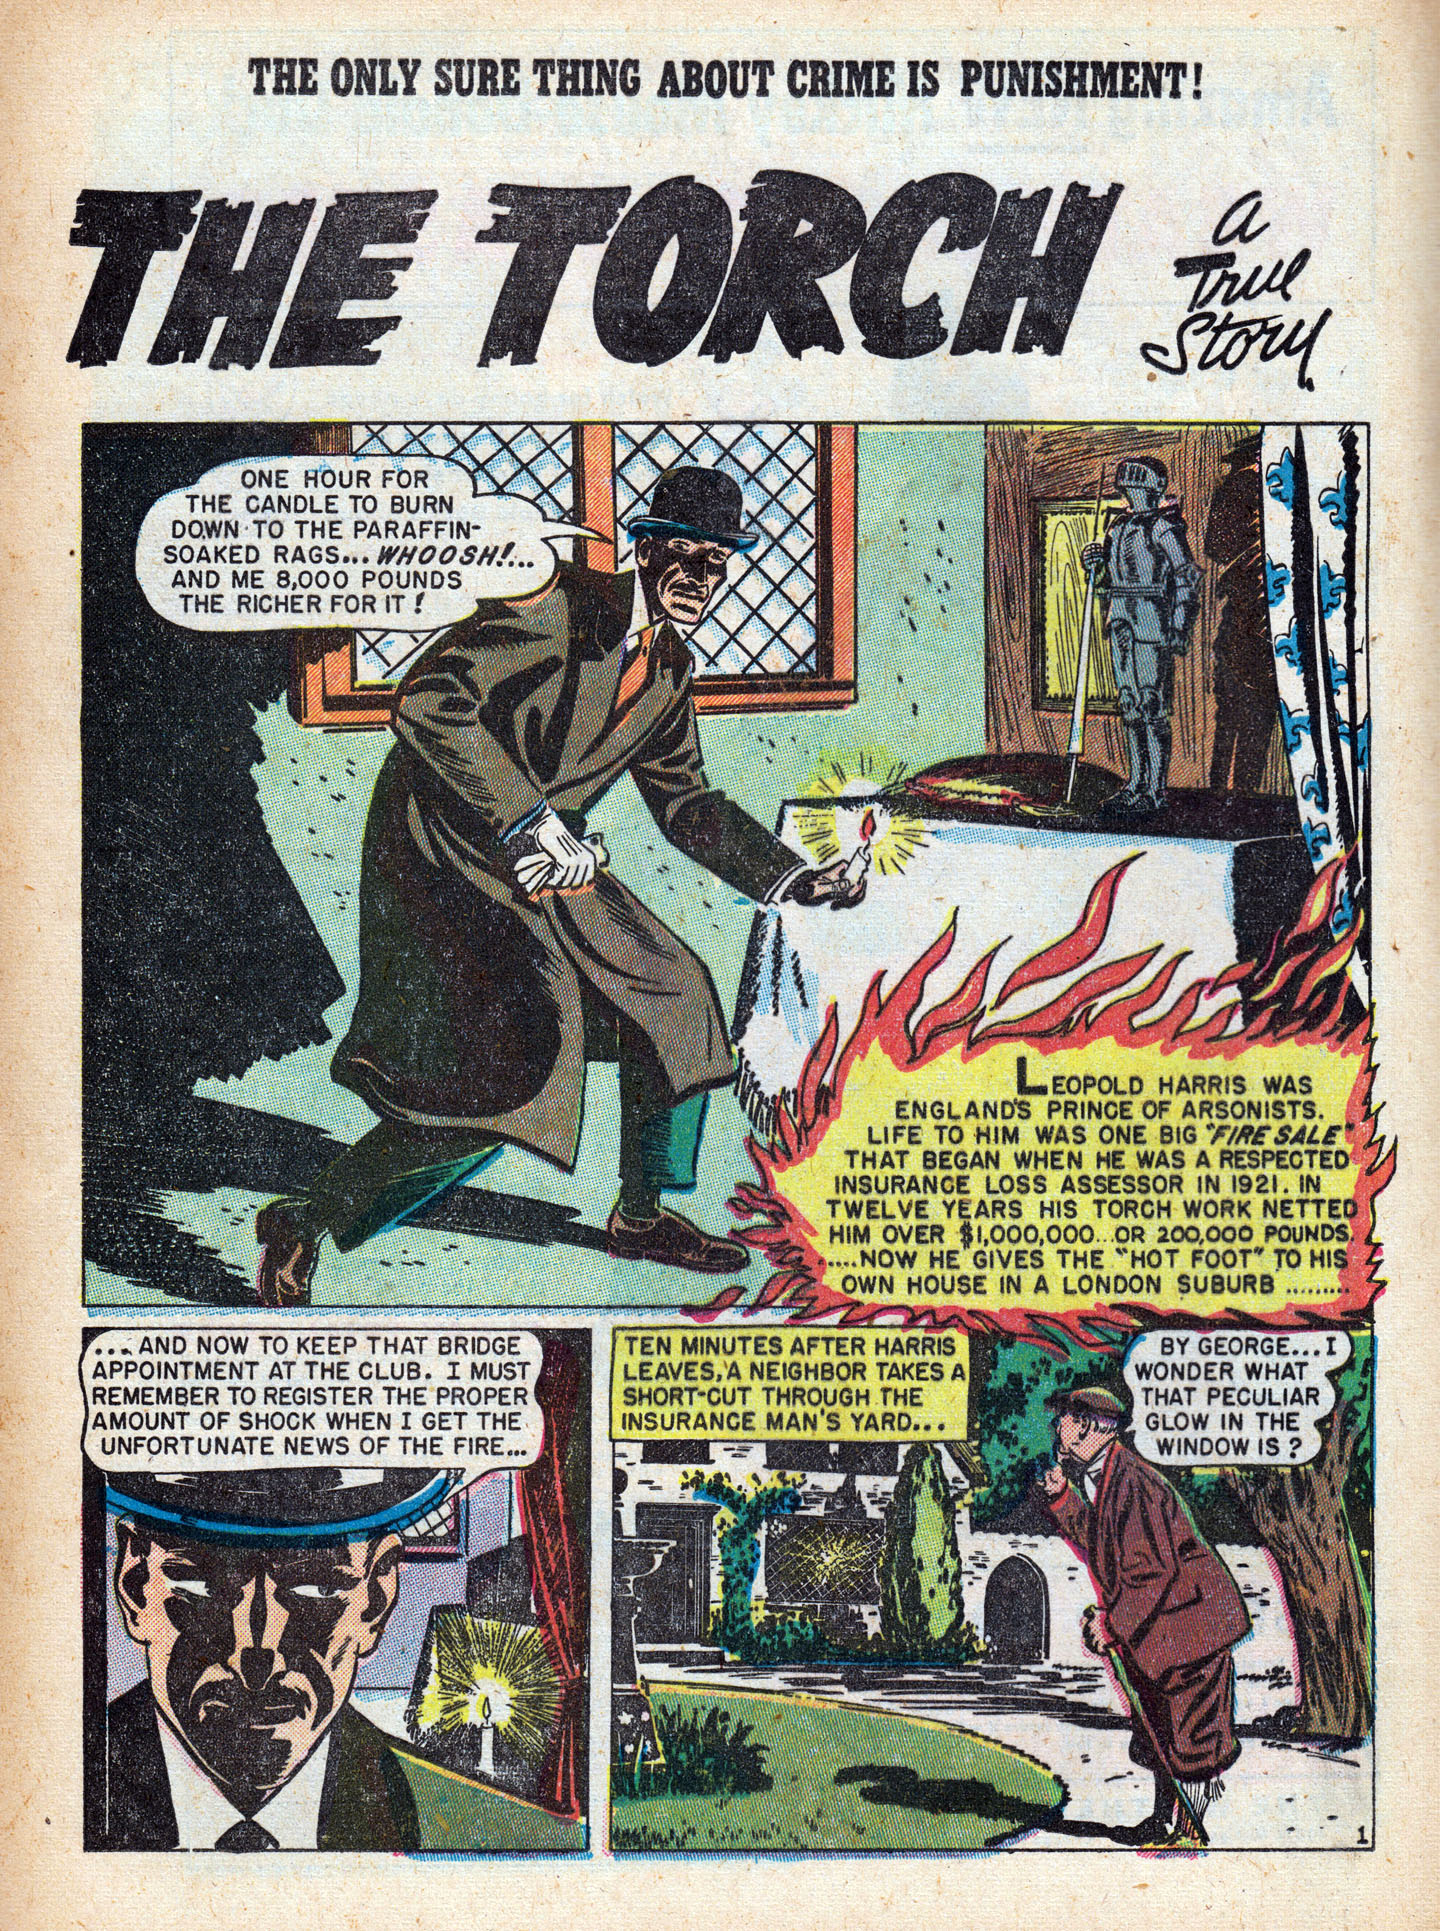 THE ONLY SURE THING ABOUT CRIME IS PUNISHMENT!
THE TORCH
A
True
Story.
ONE HOUR FOR
THE CANDLE TO BURN
DOWN TO THE PARAFFIN-
SOAKED RAGS... WHOOSH!...
AND ME 8,000 POUNDS
THE RICHER FOR IT!
LEOPOLD HARRIS WAS
ENGLAND'S PRINCE OF ARSONISTS.
LIFE TO HIM WAS ONE BIG "FIRE SALE"
THAT BEGAN WHEN HE WAS A RESPECTED
INSURANCE LOSS ASSESSOR IN 1921. IN
TWELVE YEARS HIS TORCH WORK NETTED
HIM OVER $1,000,000...OR 200,000 POUNDS.
.....NOW HE GIVES THE "HOT FOOT" TO HIS
OWN HOUSE IN A LONDON SUBURB .........
...AND NOW TO KEEP THAT BRIDGE
APPOINTMENT AT THE CLUB. I MUST
REMEMBER TO REGISTER THE PROPER
AMOUNT OF SHOCK WHEN I GET THE
UNFORTUNATE NEWS OF THE FIRE...
TEN MINUTES AFTER HARRIS
LEAVES, A NEIGHBOR TAKES A
SHORT-CUT THROUGH THE
INSURANCE MAN'S YARD...
BY GEORGE...I
WONDER WHAT
THAT PECULIAR
GLOW IN THE
WINDOW IS?
1